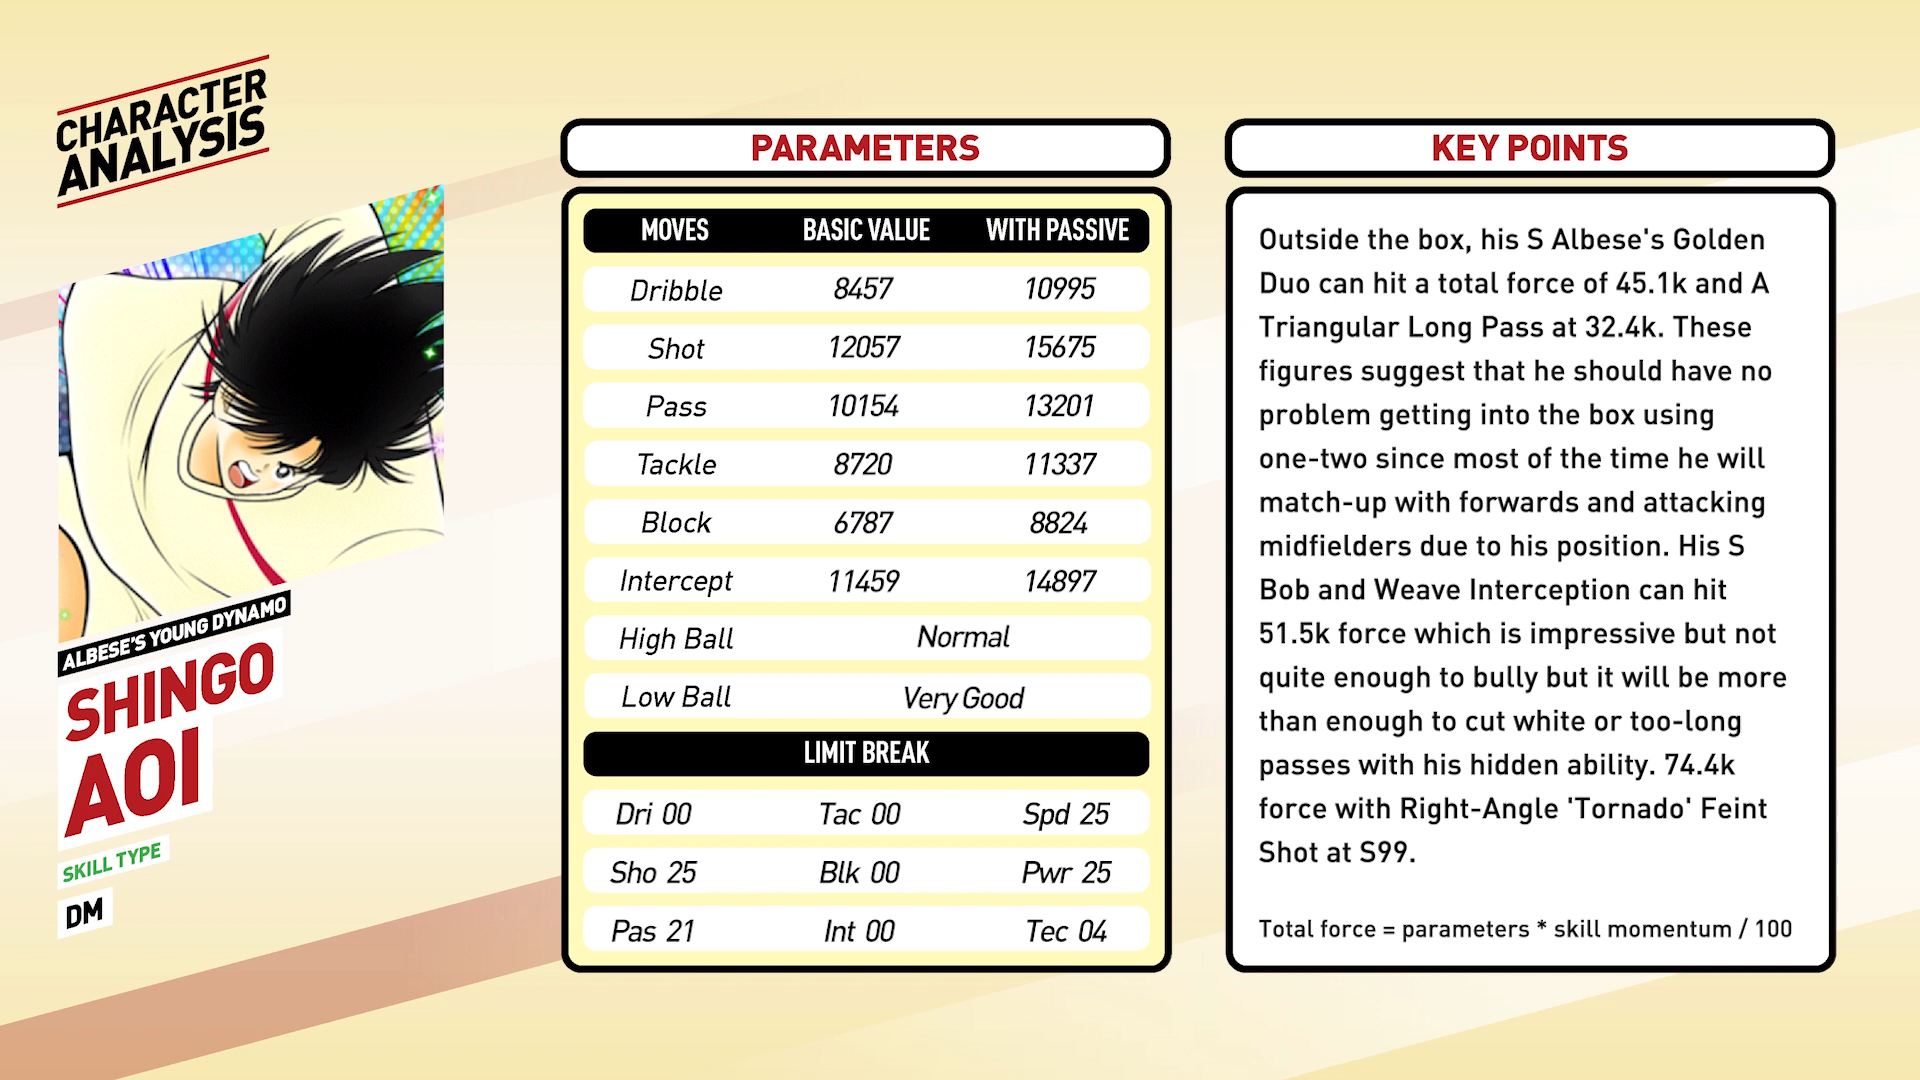 CHARACTER
ANALYSIS
ALBESE'S YOUNG DYNAMO
SHINGO
AOI
SKILL TYPE
DM
PARAMETERS
MOVES BASIC VALUE WITH PASSIVE
Dribble 8457 10995
Shot 12057 15675
Pass 10154 13201
Tackle 8720 11337
Block 6787 8824
Intercept 11459 14897
High Ball Normal
Low Ball Very Good
LIMIT BREAK
Dri 00 Tac 00 Spd 25
Sho 25 Blk 00 Pwr 25
Pas 21 Int 00 Tec 04
KEY POINTS
Outside the box, his S Albese's Golden
Duo can hit a total force of 45.1k and A
Triangular Long Pass at 32.4k. These
figures suggest that he should have no
problem getting into the box using
one-two since most of the time he will
match-up with forwards and attacking
midfielders due to his position. His S
Bob and Weave Interception can hit
51.5k force which is impressive but not
quite enough to bully but it will be more
than enough to cut white or too-long
passes with his hidden ability. 74.4k
force with Right-Angle 'Tornado' Feint
Shot at S99.
Total force = parameters * skill momentum / 100